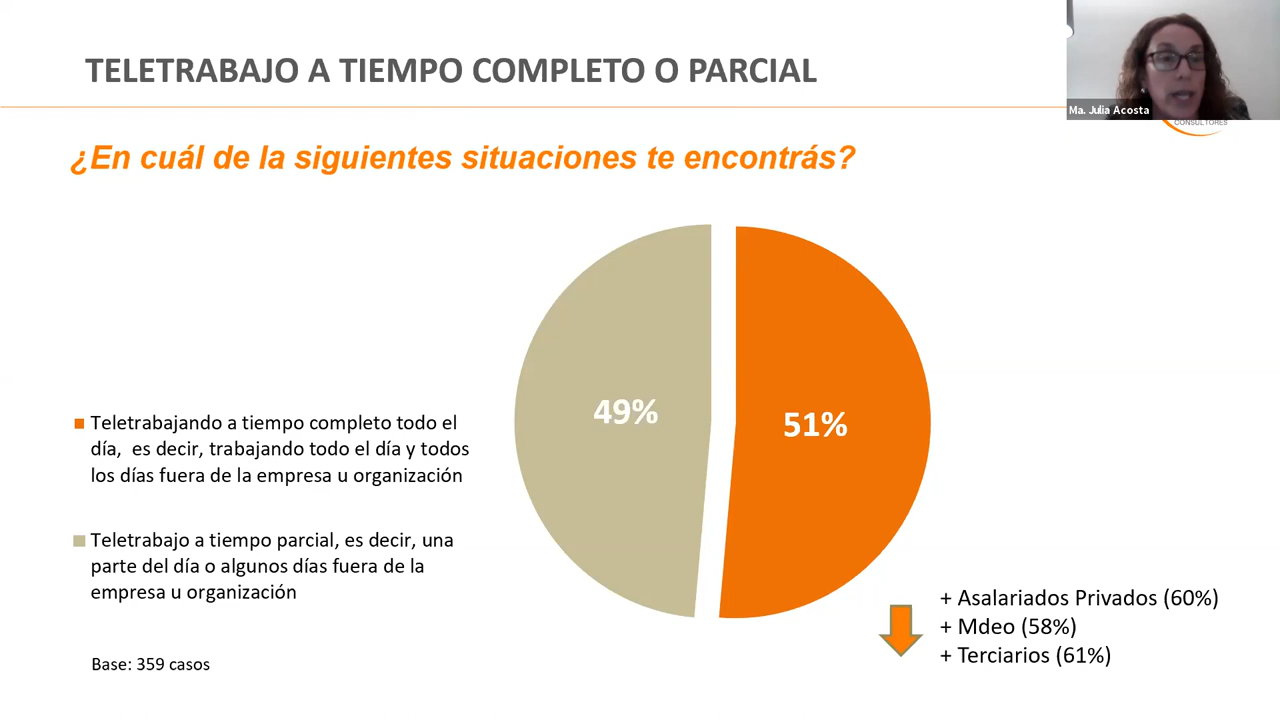 TELETRABAJO A TIEMPO COMPLETO O PARCIAL
Ma. Julia Acosta
CONSULTORES
¿En cuál de la siguientes situaciones te encontrás?
49%
51%
Teletrabajando a tiempo completo todo el
día, es decir, trabajando todo el día y todos
los días fuera de la empresa u organización
Teletrabajo a tiempo parcial, es decir, una
parte del día o algunos días fuera de la
empresa u organización
+ Asalariados Privados (60%)
+ Mdeo (58%)
+ Terciarios (61%)
Base: 359 casos